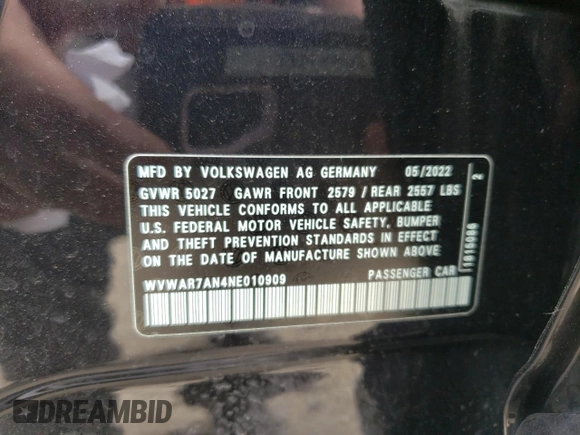 MFD BY VOLKSWAGEN AG GERMANY 05/2022
GVWR 5027 GAWR FRONT 2579 / REAR 2557 LBS
THIS VEHICLE CONFORMS TO ALL APPLICABLE
U.S. FEDERAL MOTOR VEHICLE SAFETY, BUMPER
AND THEFT PREVENTION STANDARDS IN EFFECT
ON THE DATE OF MANUFACTURE SHOWN ABOVE
WVWAR7AN4NE010909 PASSENGER CAR
2
DREAMBID